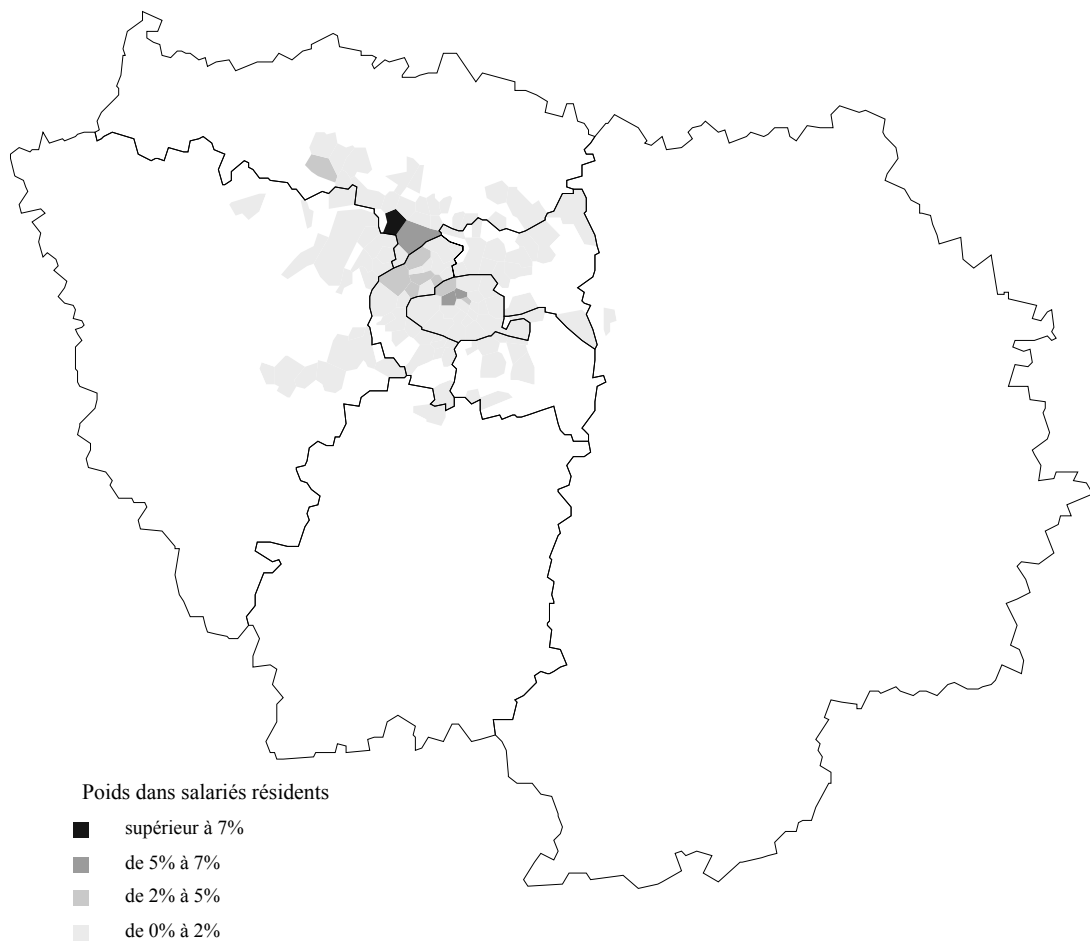 Poids dans salariés résidents
supérieur à 7%
de 5% à 7%
de 2% à 5%
de 0% à 2%